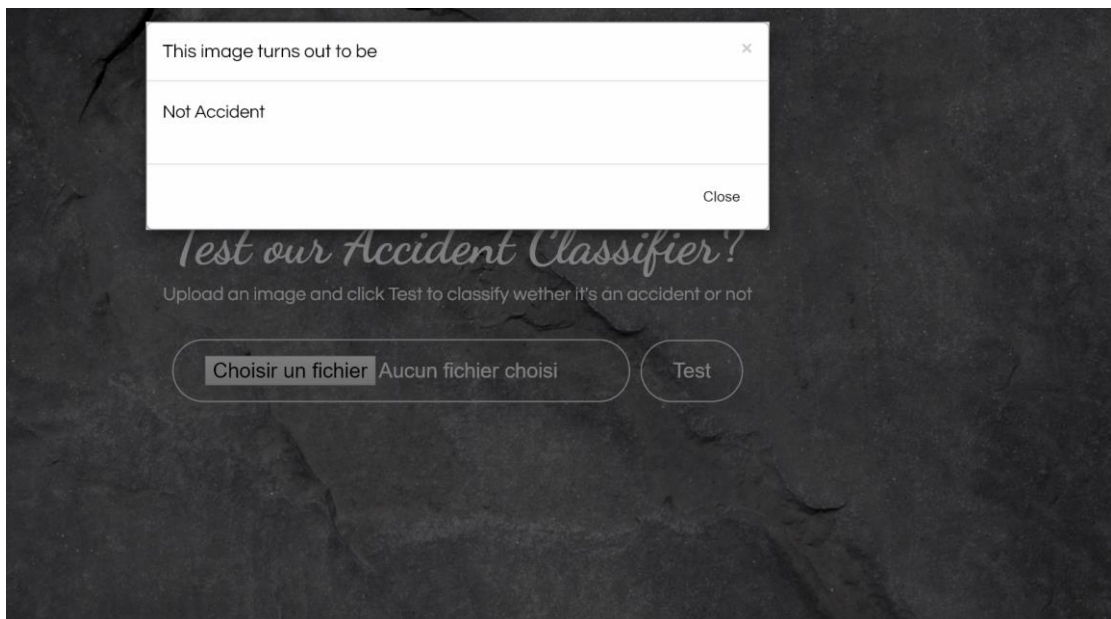 This image turns out to be
×
Not Accident
Close
Test our Accident Classifier?
Upload an image and click Test to classify wether it's an accident or not
Choisir un fichier Aucun fichier choisi
Test